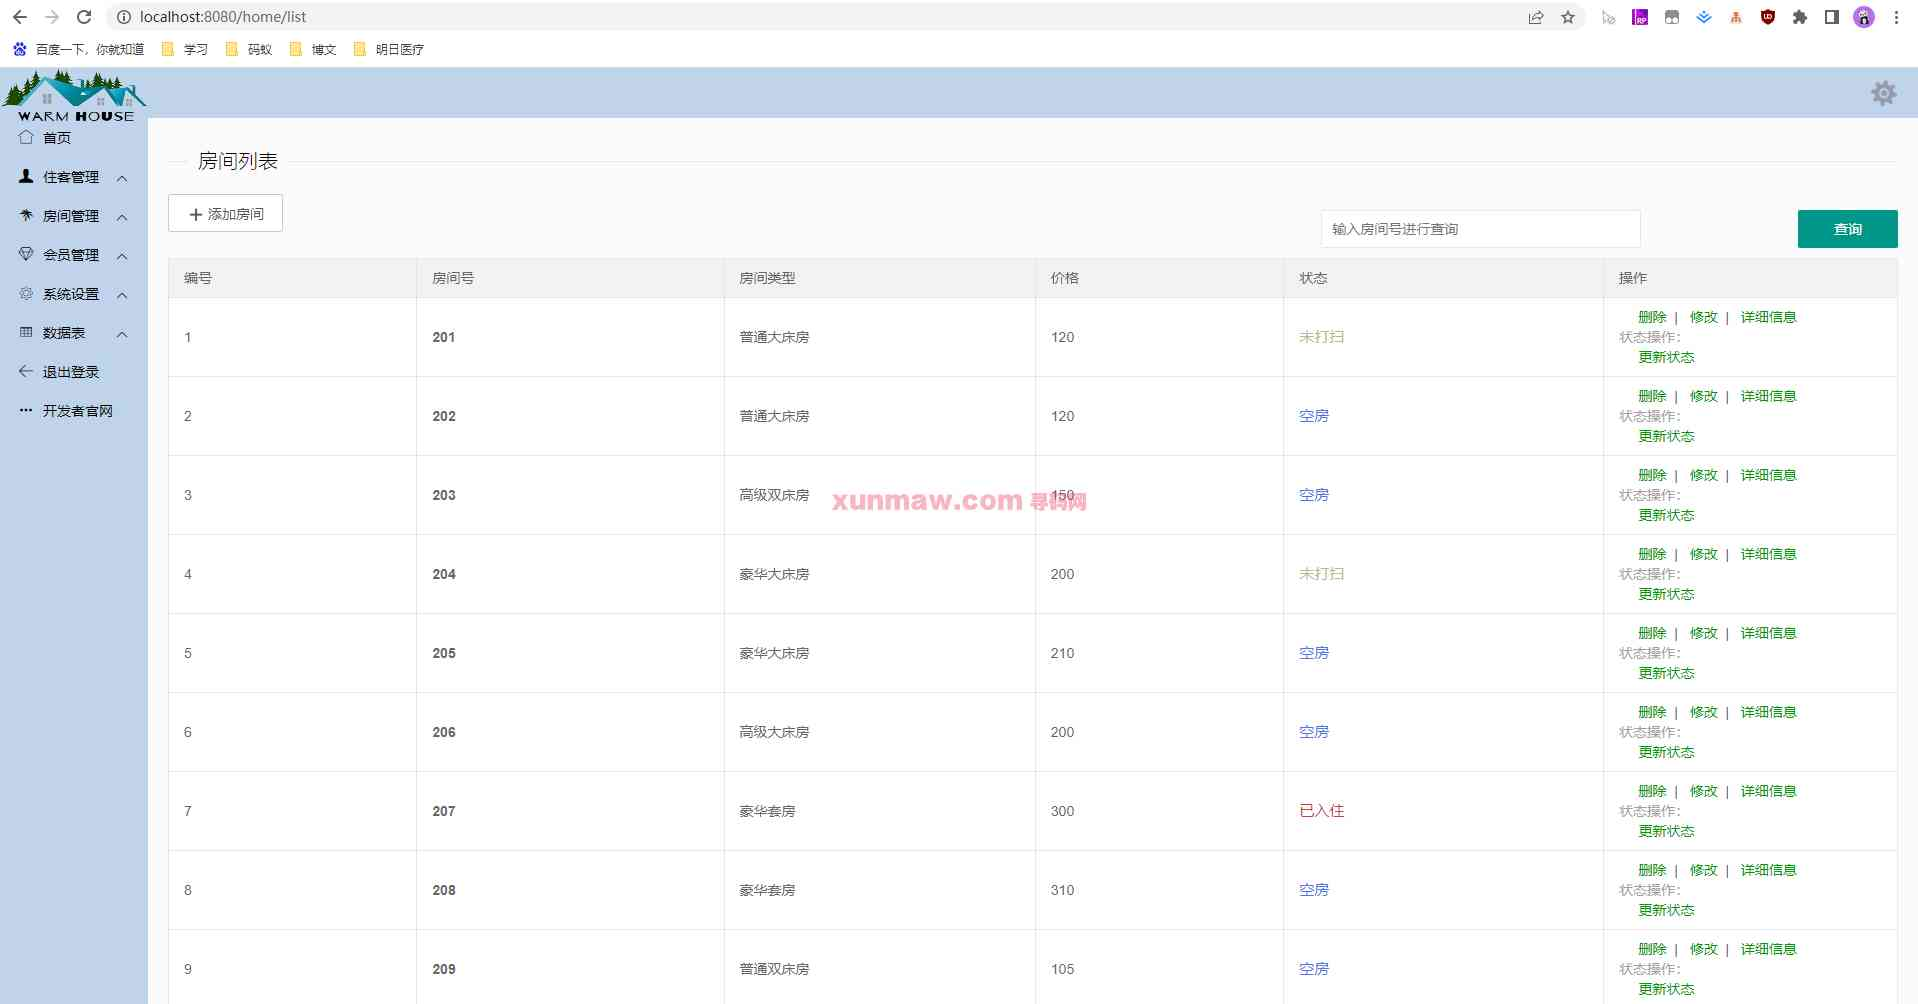 localhost:8080/home/list
百度一下，你就知道 学习 码蚁 博文 明日医疗
WARM HOUSE
首页
住客管理
房间管理
会员管理
系统设置
数据表
退出登录
开发者官网
房间列表
添加房间
输入房间号进行查询 查询
编号 房间号 房间类型 价格 状态 操作
删除 | 修改 | 详细信息
1 201 普通大床房 120 未打扫 状态操作：
更新状态
删除 | 修改 | 详细信息
2 202 普通大床房 120 空房 状态操作：
更新状态
删除 | 修改 | 详细信息
3 203 高级双床房 150 空房 状态操作：
xunmaw.com 寻码网
更新状态
删除 | 修改 | 详细信息
4 204 豪华大床房 200 未打扫 状态操作：
更新状态
删除 | 修改 | 详细信息
5 205 豪华大床房 210 空房 状态操作：
更新状态
删除 | 修改 | 详细信息
6 206 高级大床房 200 空房 状态操作：
更新状态
删除 | 修改 | 详细信息
7 207 豪华套房 300 已入住 状态操作：
更新状态
删除 | 修改 | 详细信息
8 208 豪华套房 310 空房 状态操作：
更新状态
删除 | 修改 | 详细信息
9 209 普通双床房 105 空房 状态操作：
更新状态